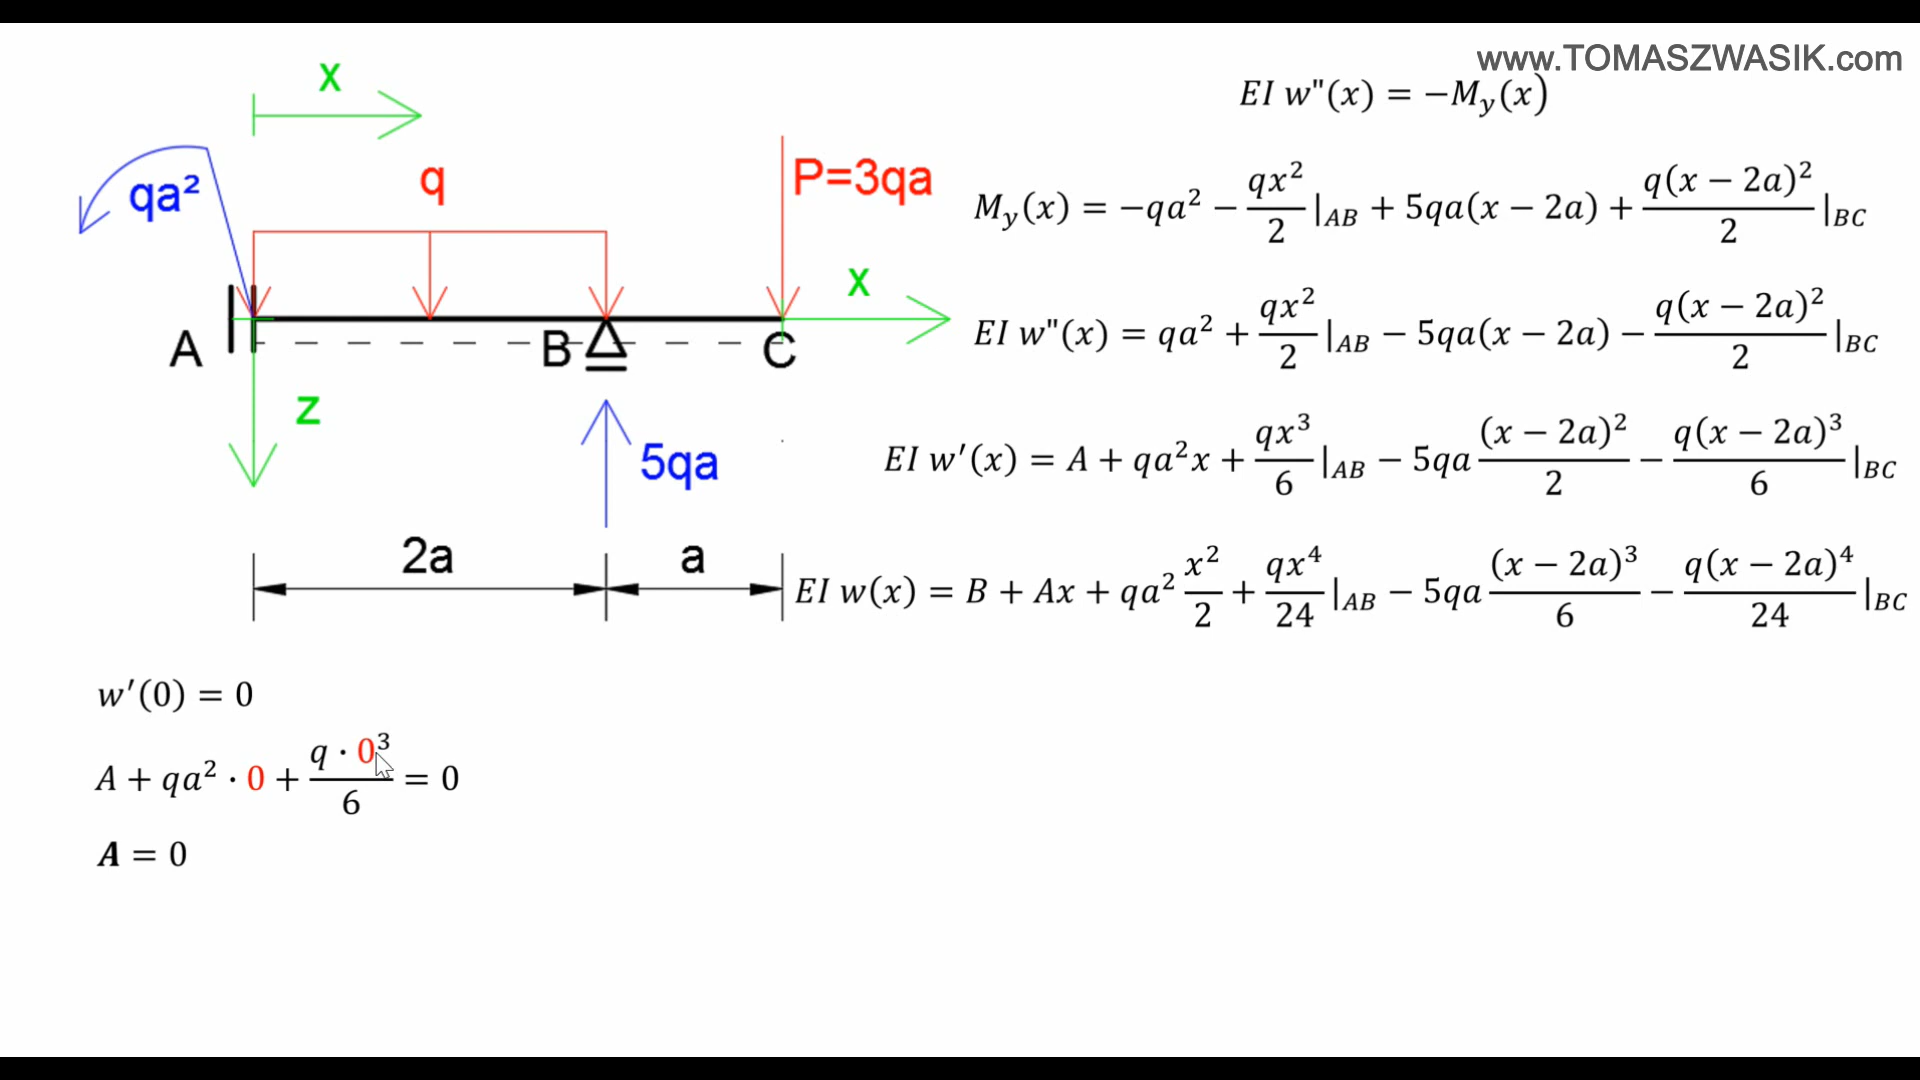 www.TOMASZWASIK.com
x
EI w"(x) = −M_y(x)
qa²
q
P=3qa
M_y(x) = −qa² − qx²/2 |_AB + 5qa(x − 2a) + q(x − 2a)²/2 |_BC
x
EI w"(x) = qa² + qx²/2 |_AB − 5qa(x − 2a) − q(x − 2a)²/2 |_BC
A
B
C
z
5qa
EI w′(x) = A + qa²x + qx³/6 |_AB − 5qa (x − 2a)²/2 − q(x − 2a)³/6 |_BC
2a
a
EI w(x) = B + Ax + qa² x²/2 + qx⁴/24 |_AB − 5qa (x − 2a)³/6 − q(x − 2a)⁴/24 |_BC
w′(0) = 0
A + qa² · 0 + q · 0³/6 = 0
A = 0